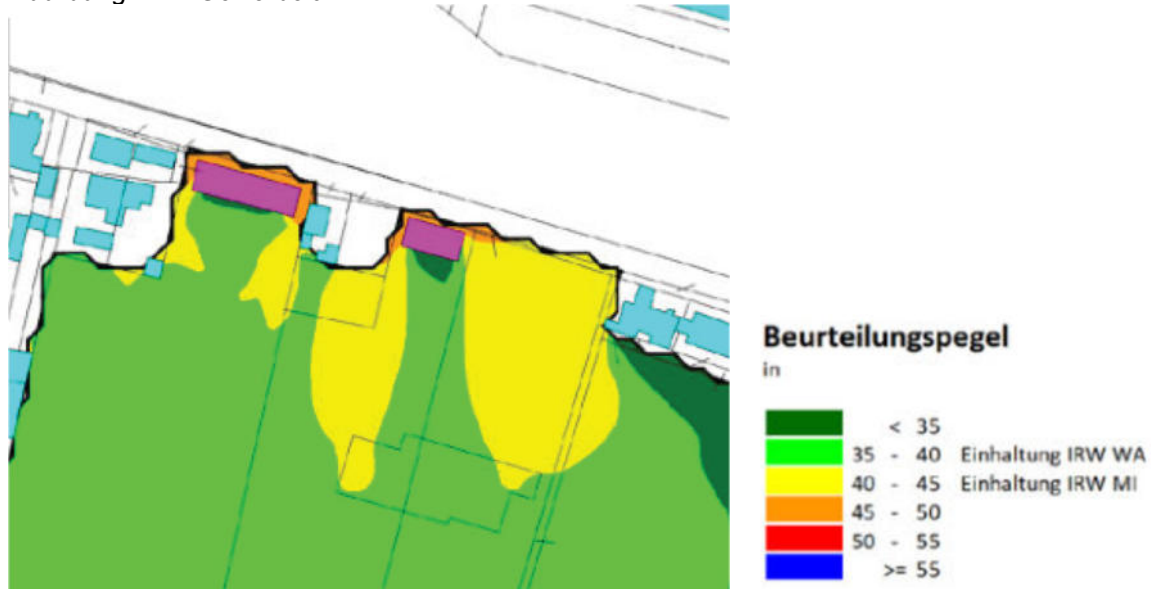 Beurteilungspegel
in
< 35
35 - 40 Einhaltung IRW WA
40 - 45 Einhaltung IRW MI
45 - 50
50 - 55
>= 55